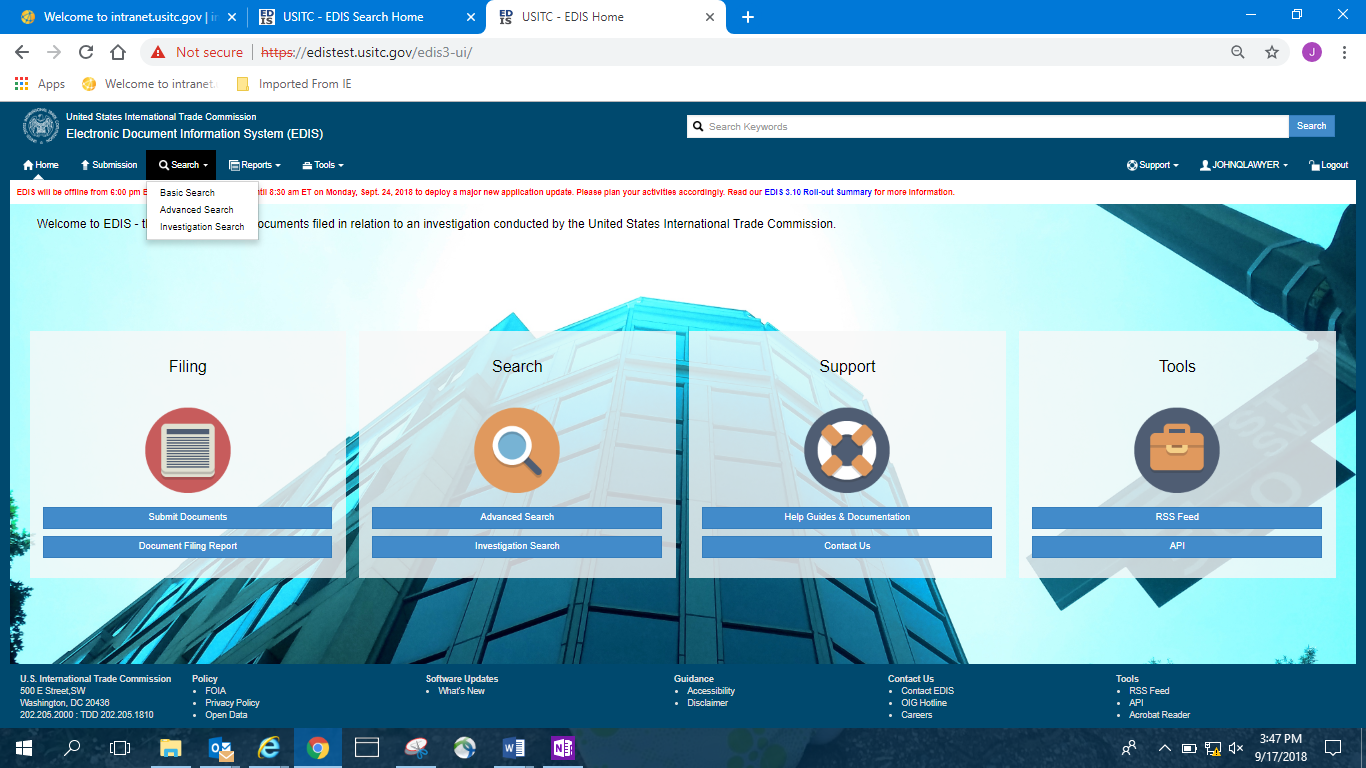 Welcome to intranet.usitc.gov | i
USITC - EDIS Search Home
USITC - EDIS Home
Not secure | https://edistest.usitc.gov/edis3-ui/
J
Apps
Welcome to intranet.
Imported From IE
United States International Trade Commission
Electronic Document Information System (EDIS)
Search Keywords
Search
Home
Submission
Search
Reports
Tools
Support
JOHNQLAWYER
Logout
Basic Search
Advanced Search
Investigation Search
EDIS will be offline from 6:00 pm E til 8:30 am ET on Monday, Sept, 24, 2018 to deploy a major new application update. Please plan your activities accordingly. Read our EDIS 3.10 Roll-out Summary for more information.
Welcome to EDIS - th ocuments filed in relation to an investigation conducted by the United States International Trade Commission.
Filing
Submit Documents
Document Filing Report
Search
Advanced Search
Investigation Search
Support
Help Guides & Documentation
Contact Us
Tools
RSS Feed
API
U.S. International Trade Commission
500 E Street,SW
Washington, DC 20436
202.205.2000 : TDD 202.205.1810
Policy
FOIA
Privacy Policy
Open Data
Software Updates
What's New
Guidance
Accessibility
Disclaimer
Contact Us
Contact EDIS
OIG Hotline
Careers
Tools
RSS Feed
API
Acrobat Reader
3:47 PM
9/17/2018